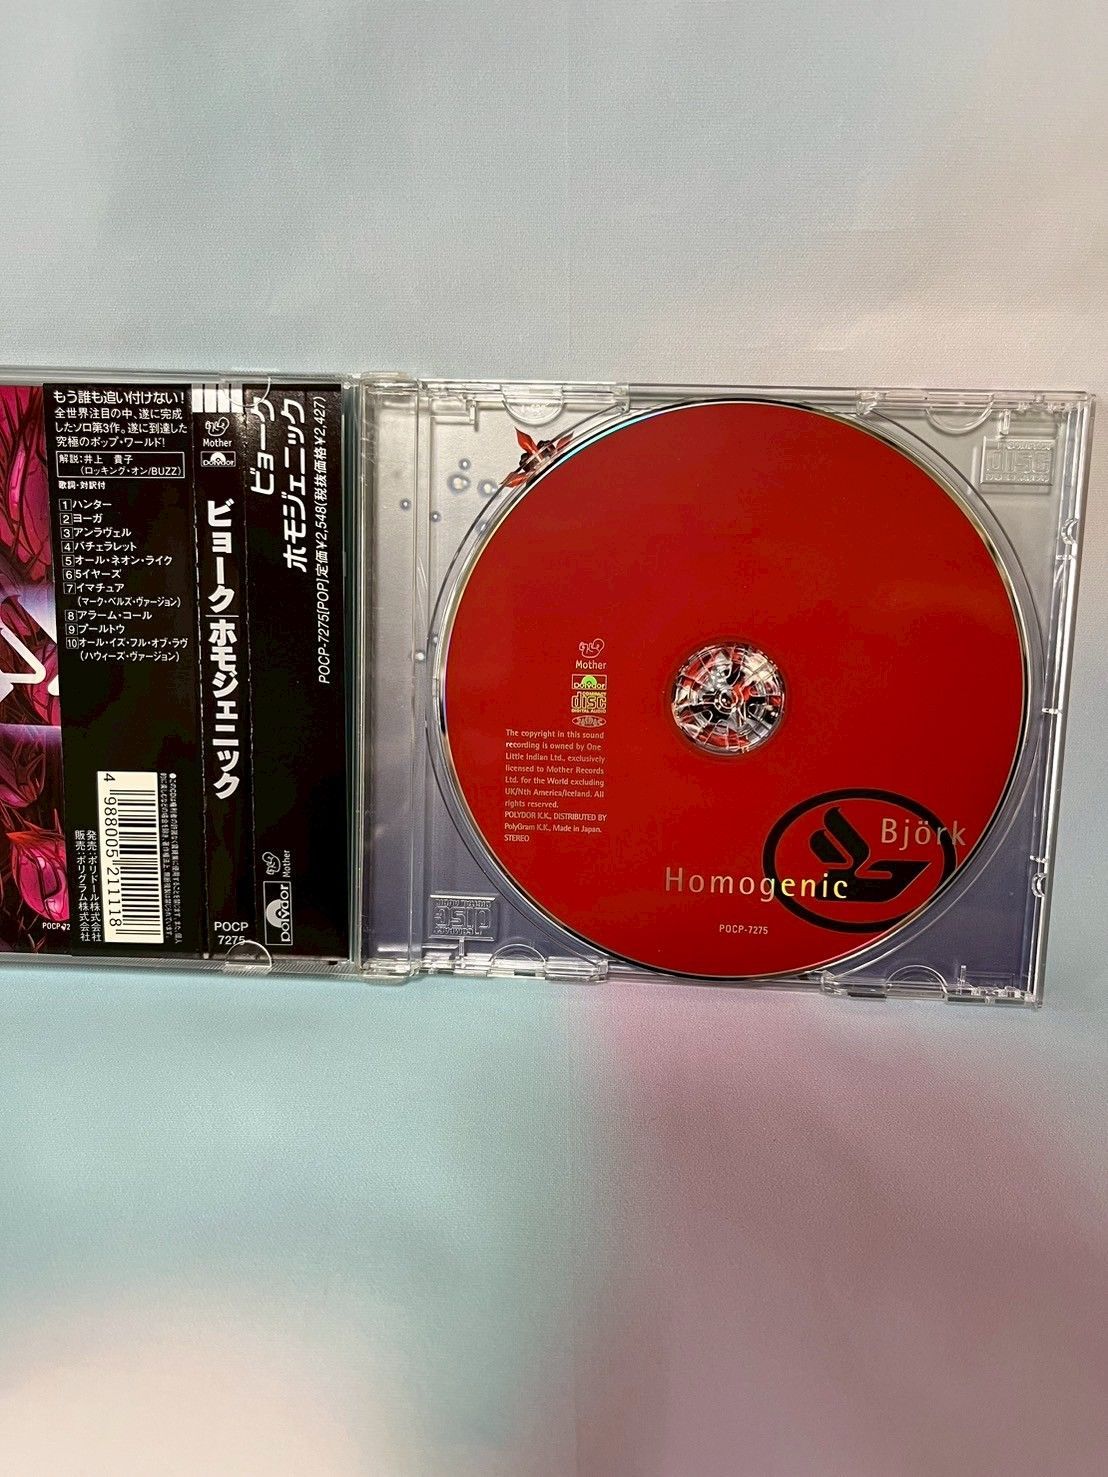 もう誰も追い付けない!
全世界注目の中、遂に完成
したソロ第3作。遂に到達した
究極のポップ・ワールド!
解説:井上 貴子
(ロッキング・オン/BUZZ)
歌詞・対訳付
1 ハンター
2 ヨーガ
3 アンラヴェル
4 バチェラレット
5 オール・ネオン・ライク
6 5イヤーズ
7 イマチュア
(マーク・ベルズ・ヴァージョン)
8 アラーム・コール
9 プールトウ
10 オール・イズ・フル・オブ・ラヴ
(ハウィーズ・ヴァージョン)
4 988005 211118
発売:ポリドール株式会社
販売:ポリグラム株式会社
POCP-72
Mother
Polydor
ビョーク|ホモジェニック
POCP
7275
ビョーク
ホモジェニック
POCP-7275[POP]定価¥2,548(税抜価格¥2,427)
Mother
Polydor
Mother
Polydor
COMPACT
disc
DIGITAL AUDIO
The copyright in this sound
recording is owned by One
Little Indian Ltd., exclusively
licensed to Mother Records
Ltd. for the World excluding
UK/Nth America/Iceland. All
rights reserved.
POLYDOR K.K., DISTRIBUTED BY
PolyGram K.K., Made in Japan.
STEREO
Björk
Homogenic
POCP-7275
COMPACT
disc